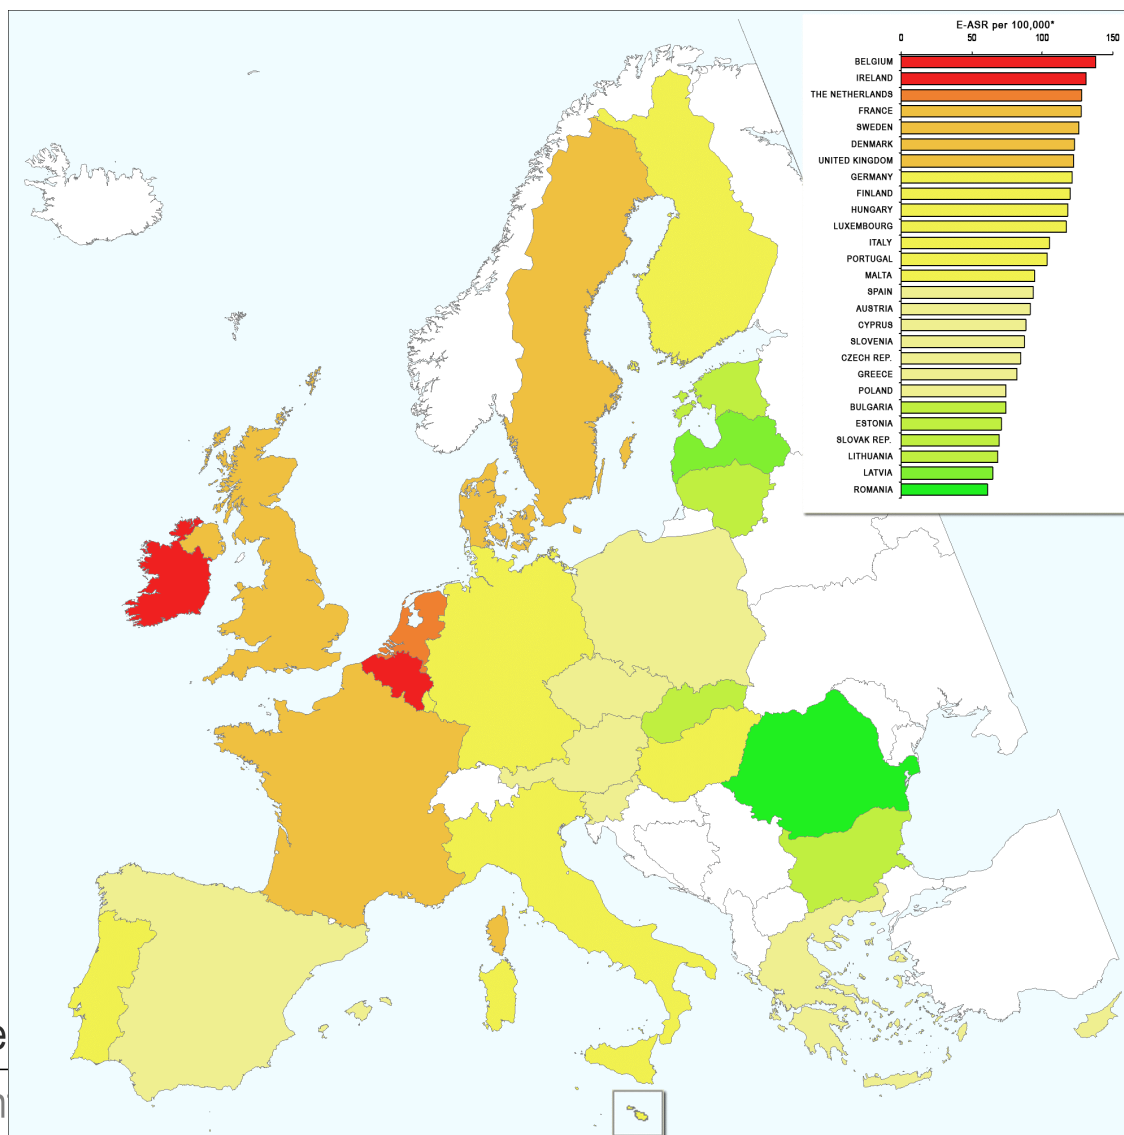 E-ASR per 100,000*
0 50 100 150
BELGIUM
IRELAND
THE NETHERLANDS
FRANCE
SWEDEN
DENMARK
UNITED KINGDOM
GERMANY
FINLAND
HUNGARY
LUXEMBOURG
ITALY
PORTUGAL
MALTA
SPAIN
AUSTRIA
CYPRUS
SLOVENIA
CZECH REP.
GREECE
POLAND
BULGARIA
ESTONIA
SLOVAK REP.
LITHUANIA
LATVIA
ROMANIA
e